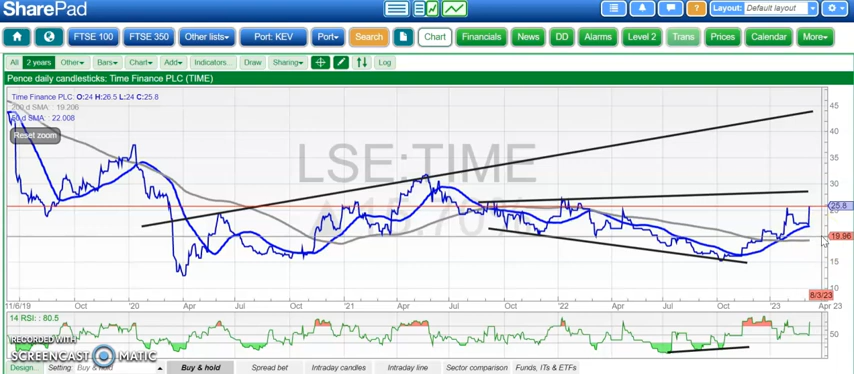 SharePad
Layout: Default layout
FTSE 100 FTSE 350 Other lists Port: KEV Port Search Chart Financials News DD Alarms Level 2 Trans Prices Calendar More
All 2 years Other Bars Chart Add Indicators... Draw Sharing Log
Pence daily candlesticks: Time Finance PLC (TIME)
Time Finance PLC: O:24 H:26.5 L:24 C:25.8
200 d SMA : 19.206
50 d SMA : 22.008
Reset zoom
LSE:TIME
45
40
35
30
25.8
19.86
15
10
8/3/23
11/6/19 Oct '20 Apr Jul Oct '21 Apr Jul Oct '22 Apr Jul Oct '23 Apr 23
14 RSI: : 80.5
50
RECORDED WITH
SCREENCAST MATIC
Design... Setting: Buy & hold Spread bet Intraday candles Intraday line Sector comparison Funds, ITs & ETFs